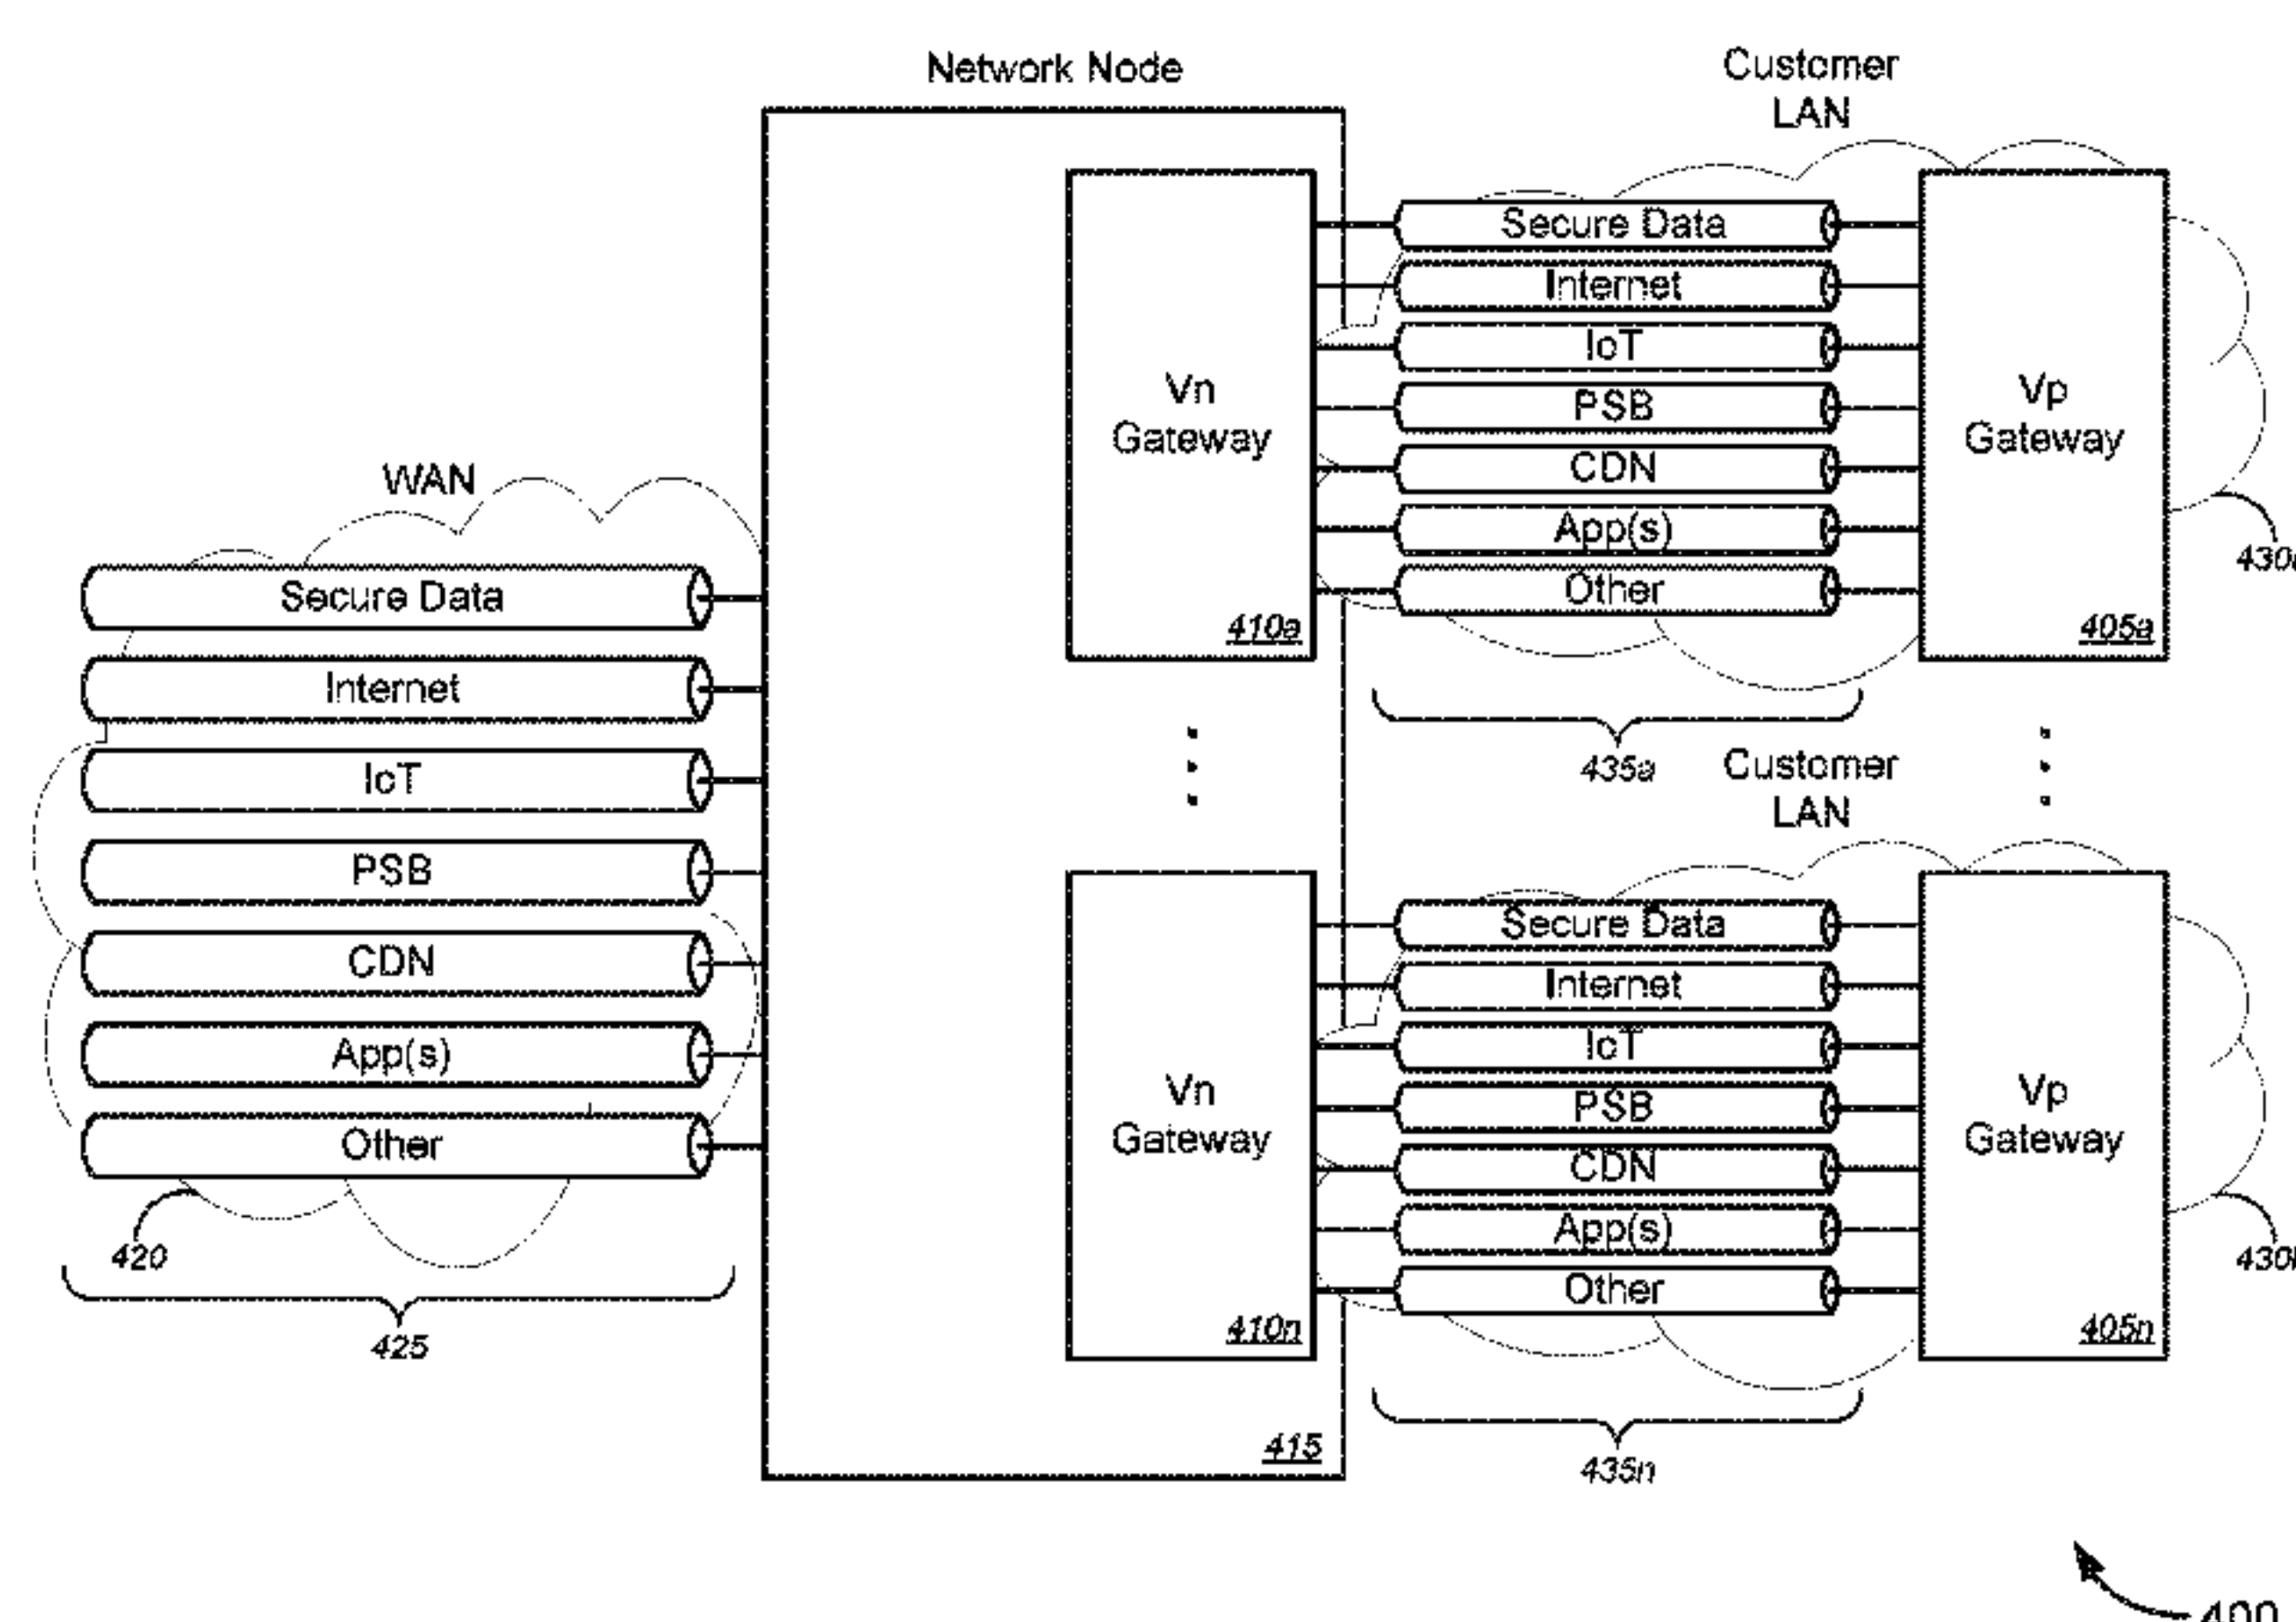 Network Node
Customer
LAN
Secure Data
Internet
IoT
PSB
CDN
App(s)
Other
Vn
Gateway
410a
Vp
Gateway
405a
435a
WAN
Secure Data
Internet
IoT
PSB
CDN
App(s)
Other
420
425
Customer
LAN
Secure Data
Internet
IoT
PSB
CDN
App(s)
Other
Vn
Gateway
410n
Vp
Gateway
405n
435n
415